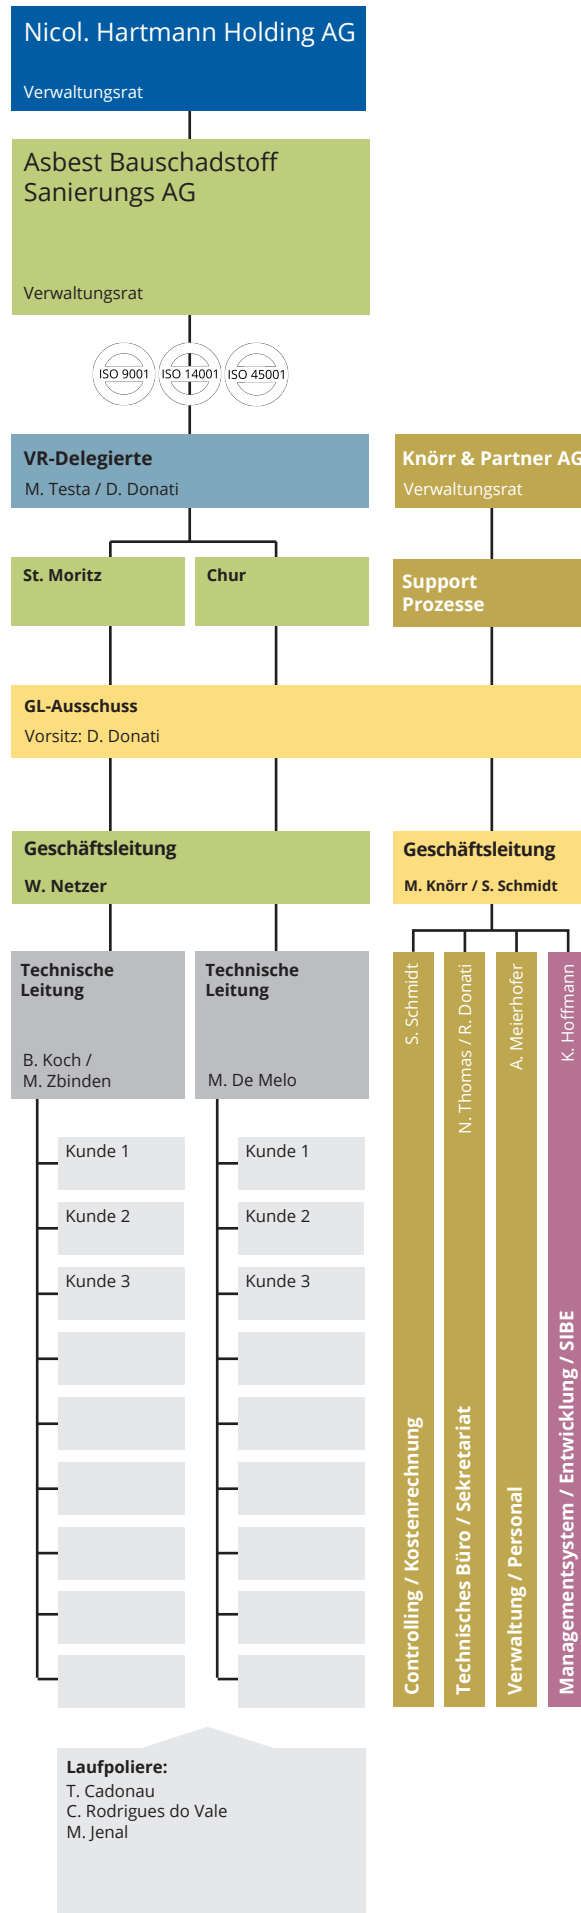 Nicol. Hartmann Holding AG
Verwaltungsrat
Asbest Bauschadstoff
Sanierungs AG
Verwaltungsrat
ISO 9001
ISO 14001
ISO 45001
VR-Delegierte
M. Testa / D. Donati
Knörr & Partner AG
Verwaltungsrat
St. Moritz
Chur
Support
Prozesse
GL-Ausschuss
Vorsitz: D. Donati
Geschäftsleitung
W. Netzer
Geschäftsleitung
M. Knörr / S. Schmidt
Technische
Leitung
B. Koch /
M. Zbinden
Technische
Leitung
M. De Melo
Kunde 1
Kunde 2
Kunde 3
Kunde 1
Kunde 2
Kunde 3
Controlling / Kostenrechnung
S. Schmidt
Technisches Büro / Sekretariat
N. Thomas / R. Donati
Verwaltung / Personal
A. Meierhofer
Managementsystem / Entwicklung / SIBE
K. Hoffmann
Laufpoliere:
T. Cadonau
C. Rodrigues do Vale
M. Jenal